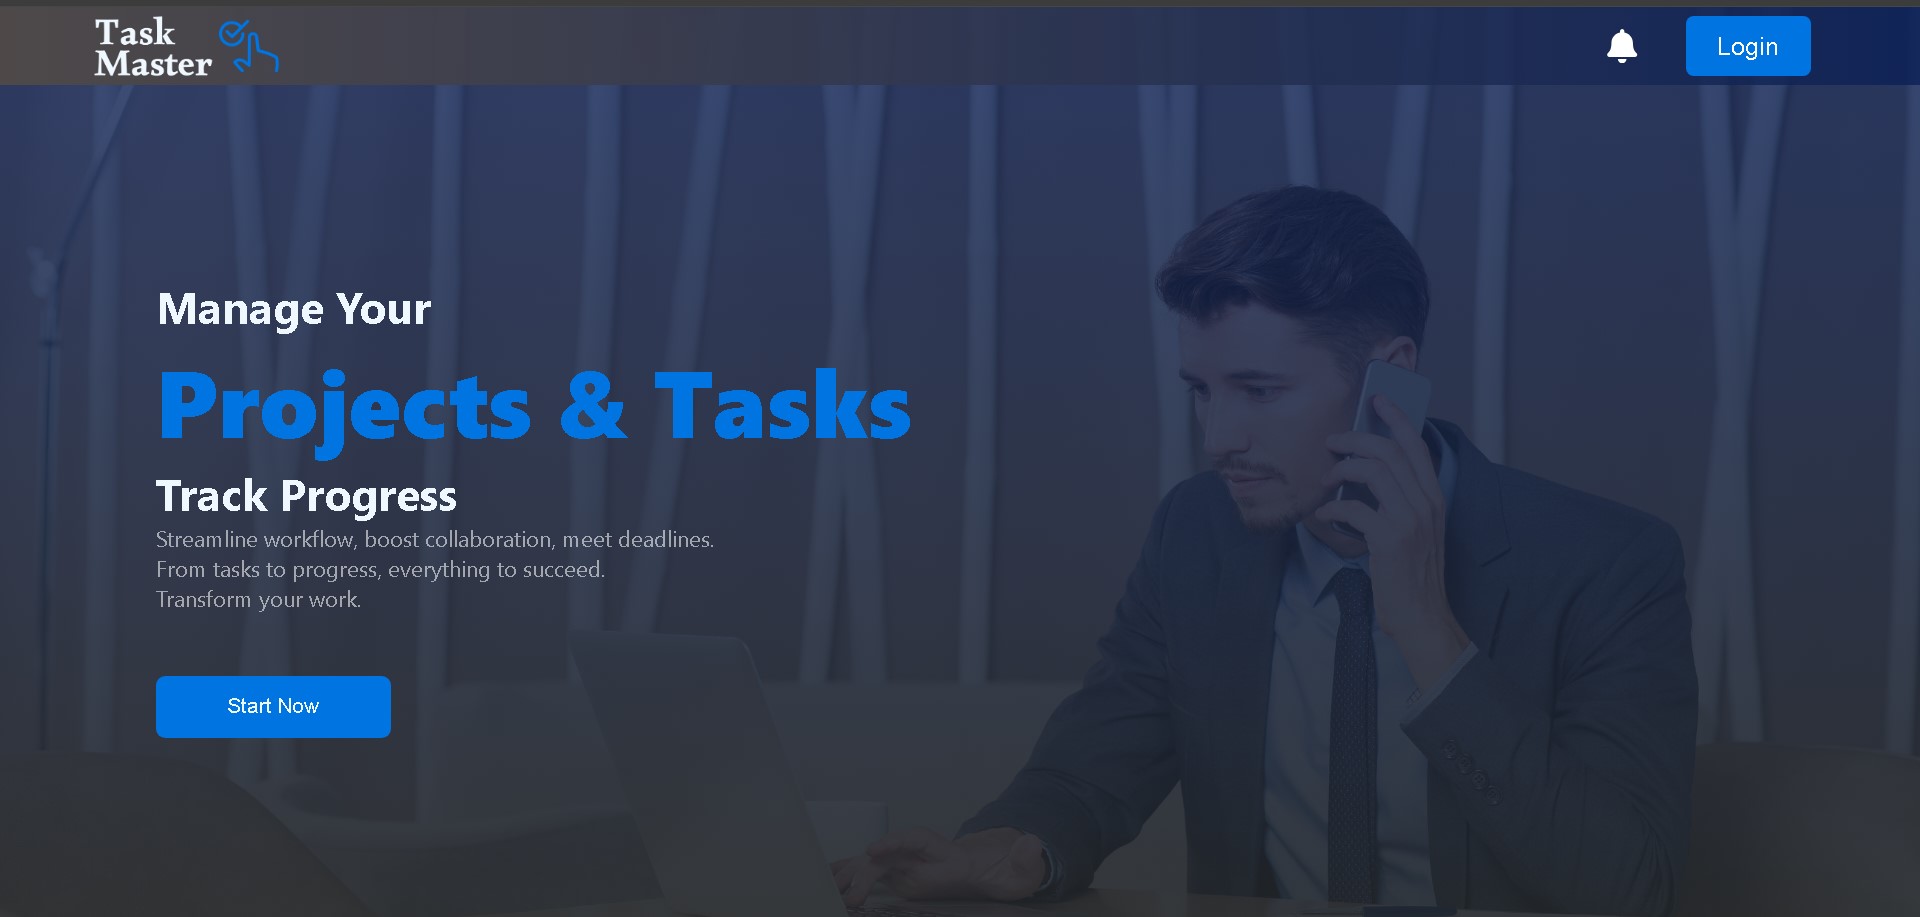 Task
Master
Login
Manage Your
Projects & Tasks
Track Progress
Streamline workflow, boost collaboration, meet deadlines.
From tasks to progress, everything to succeed.
Transform your work.
Start Now